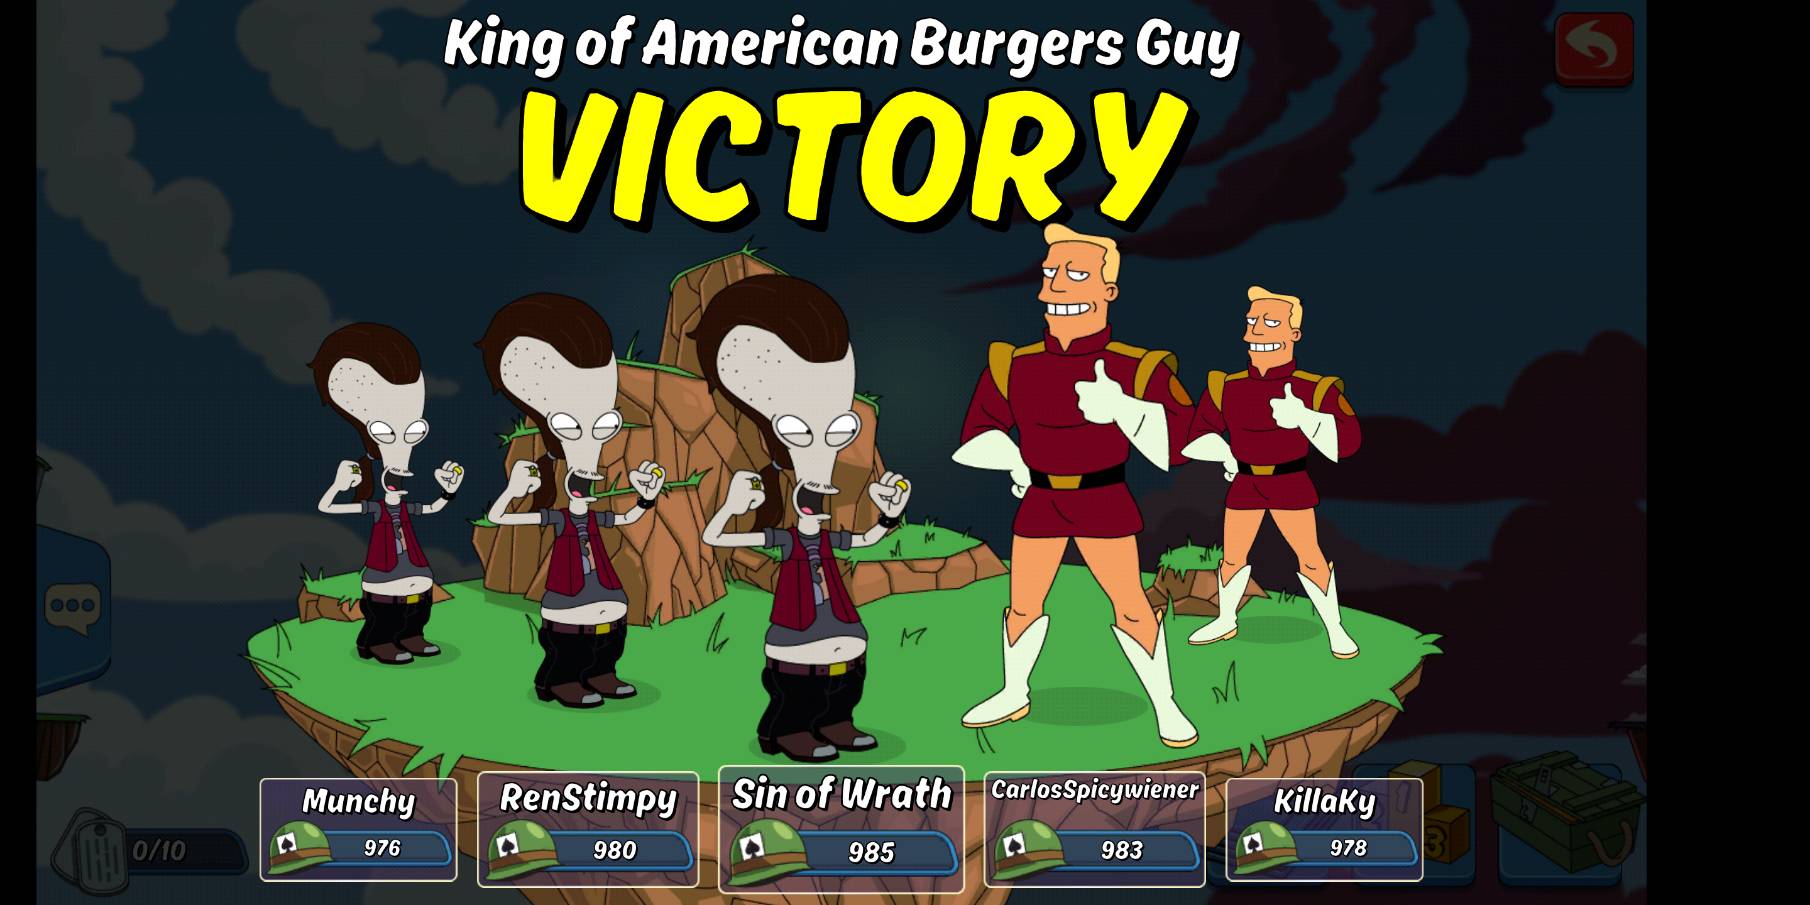 King of American Burgers Guy
VICTORY
Munchy
976
RenStimpy
980
Sin of Wrath
985
CarlosSpicywiener
983
KillaKy
978
0/10
3